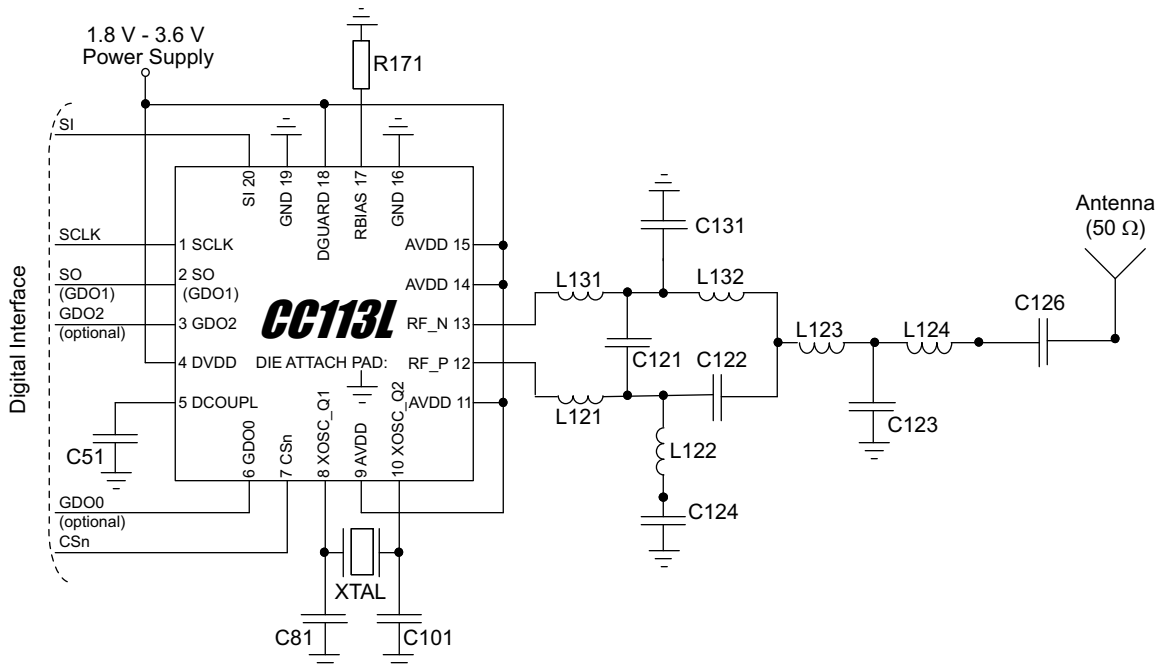 1.8 V - 3.6 V
Power Supply
R171
SI
SI 20
GND 19
DGUARD 18
RBIAS 17
GND 16
Antenna
(50 Ω)
C131
SCLK
1 SCLK
AVDD 15
SO
(GDO1)
2 SO
(GDO1)
AVDD 14
L131
L132
GDO2
(optional)
3 GDO2
CC113L
RF_N 13
C126
L123
L124
Digital Interface
4 DVDD
DIE ATTACH PAD:
RF_P 12
C121
C122
5 DCOUPL
AVDD 11
L121
C123
C51
6 GDO0
7 CSn
8 XOSC_Q1
9 AVDD
10 XOSC_Q2
L122
GDO0
(optional)
C124
CSn
XTAL
C81
C101